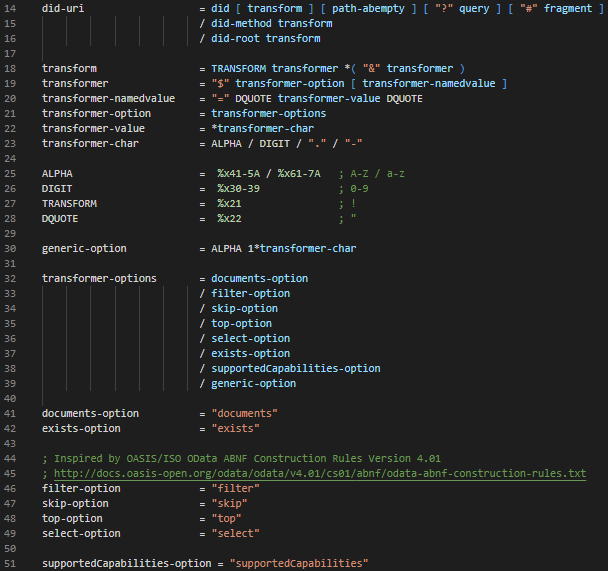 14 did-uri = did [ transform ] [ path-abempty ] [ "?" query ] [ "#" fragment ]
15 / did-method transform
16 / did-root transform
17
18 transform = TRANSFORM transformer *( "&" transformer )
19 transformer = "$" transformer-option [ transformer-namedvalue ]
20 transformer-namedvalue = "=" DQUOTE transformer-value DQUOTE
21 transformer-option = transformer-options
22 transformer-value = *transformer-char
23 transformer-char = ALPHA / DIGIT / "." / "-"
24
25 ALPHA = %x41-5A / %x61-7A ; A-Z / a-z
26 DIGIT = %x30-39 ; 0-9
27 TRANSFORM = %x21 ; !
28 DQUOTE = %x22 ; "
29
30 generic-option = ALPHA 1*transformer-char
31
32 transformer-options = documents-option
33 / filter-option
34 / skip-option
35 / top-option
36 / select-option
37 / exists-option
38 / supportedCapabilities-option
39 / generic-option
40
41 documents-option = "documents"
42 exists-option = "exists"
43
44 ; Inspired by OASIS/ISO OData ABNF Construction Rules Version 4.01
45 ; http://docs.oasis-open.org/odata/odata/v4.01/cs01/abnf/odata-abnf-construction-rules.txt
46 filter-option = "filter"
47 skip-option = "skip"
48 top-option = "top"
49 select-option = "select"
50
51 supportedCapabilities-option = "supportedCapabilities"